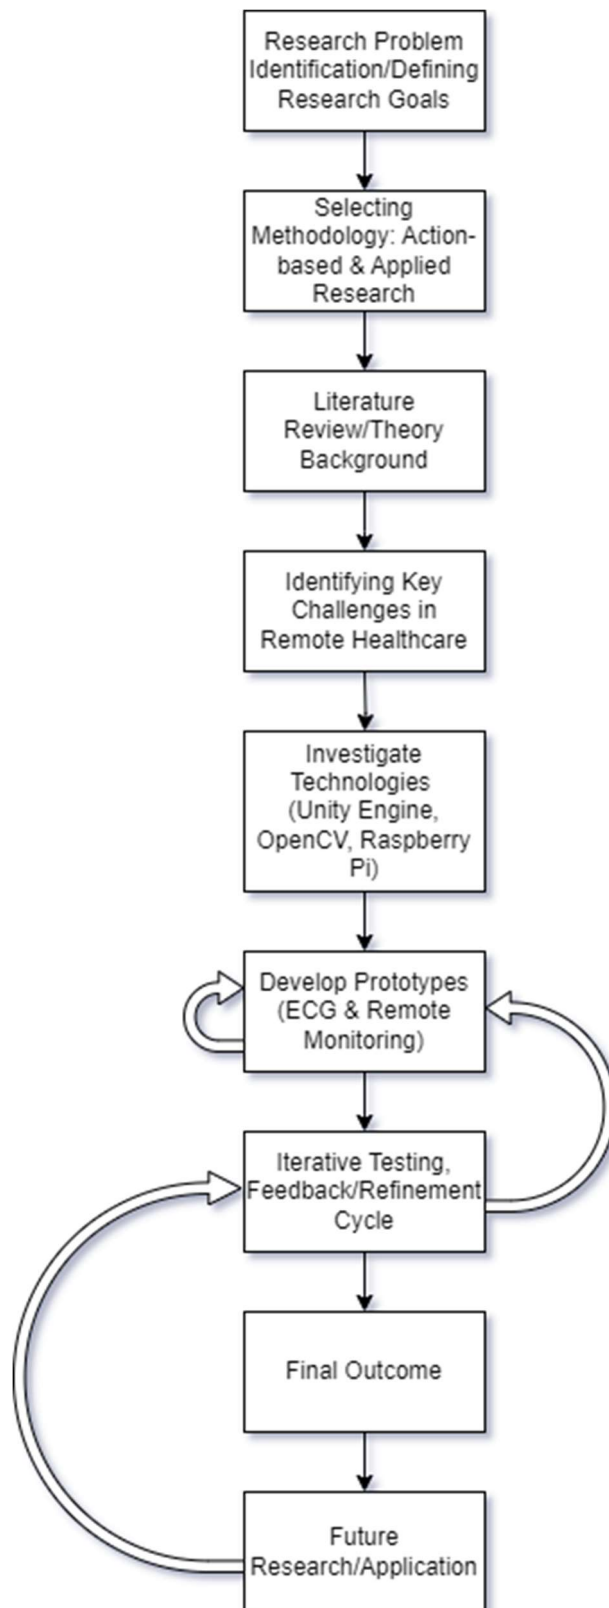 Research Problem
Identification/Defining
Research Goals
Selecting
Methodology: Action-
based & Applied
Research
Literature
Review/Theory
Background
Identifying Key
Challenges in
Remote Healthcare
Investigate
Technologies
(Unity Engine,
OpenCV, Raspberry
Pi)
Develop Prototypes
(ECG & Remote
Monitoring)
Iterative Testing,
Feedback/Refinement
Cycle
Final Outcome
Future
Research/Application